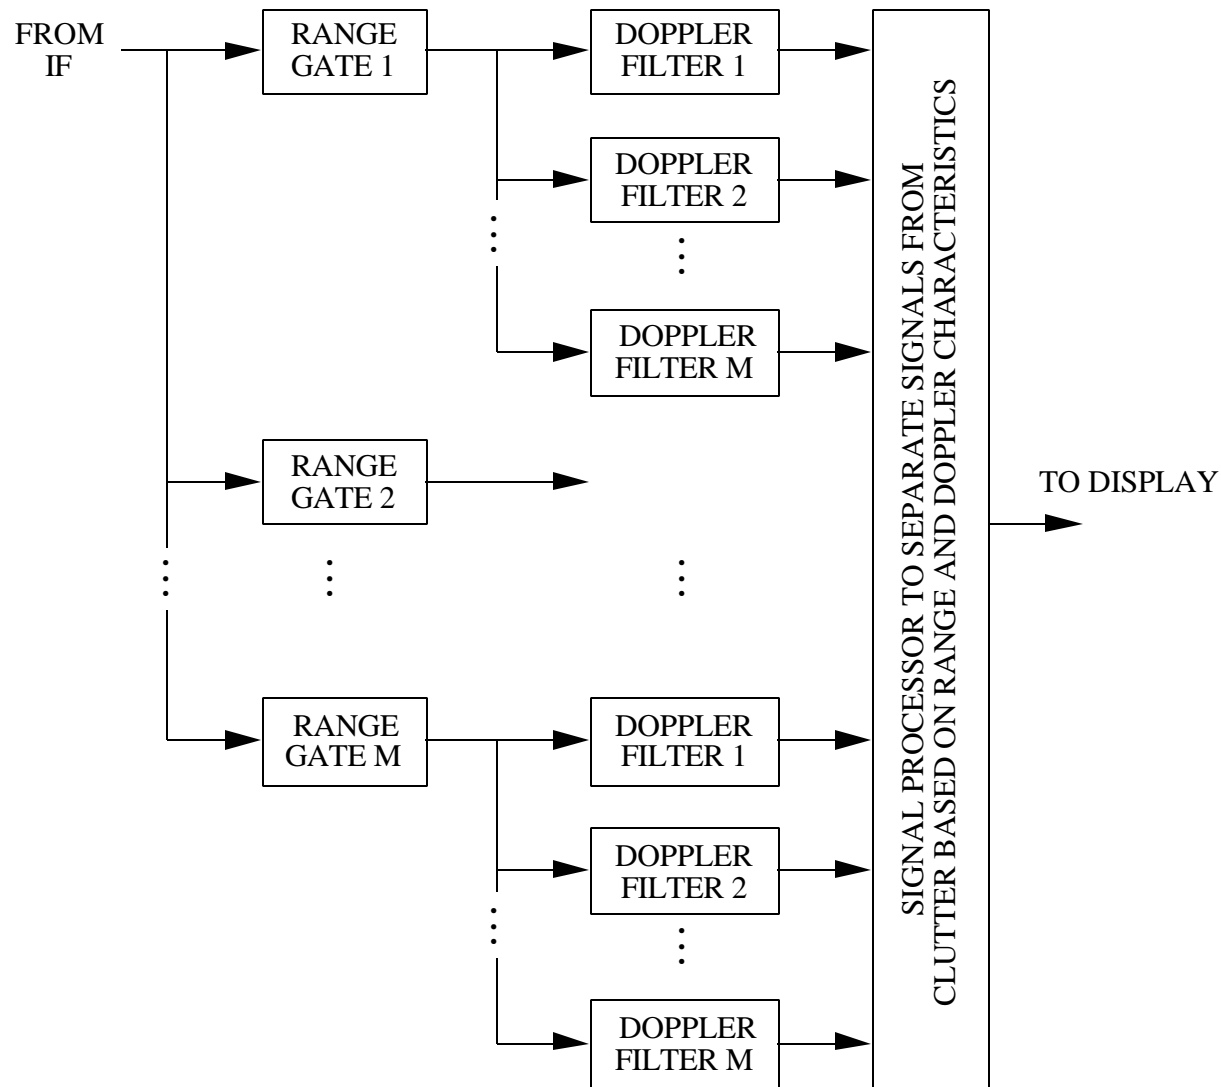 FROM
IF
RANGE
GATE 1
DOPPLER
FILTER 1
DOPPLER
FILTER 2
DOPPLER
FILTER M
RANGE
GATE 2
RANGE
GATE M
DOPPLER
FILTER 1
DOPPLER
FILTER 2
DOPPLER
FILTER M
SIGNAL PROCESSOR TO SEPARATE SIGNALS FROM
CLUTTER BASED ON RANGE AND DOPPLER CHARACTERISTICS
TO DISPLAY